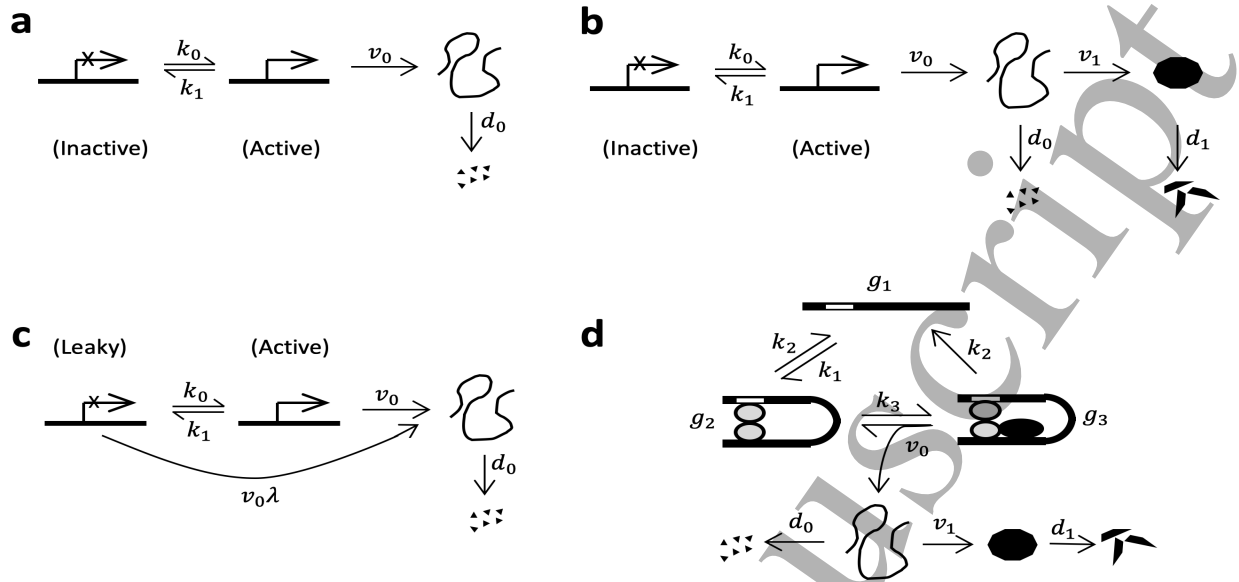 a
k₀
k₁
v₀
d₀
(Inactive)
(Active)
b
k₀
k₁
v₀
v₁
d₀
d₁
(Inactive)
(Active)
c
(Leaky)
(Active)
k₀
k₁
v₀
v₀λ
d₀
d
g₁
k₂
k₁
k₂
g₂
k₃
g₃
v₀
d₀
v₁
d₁
uscript